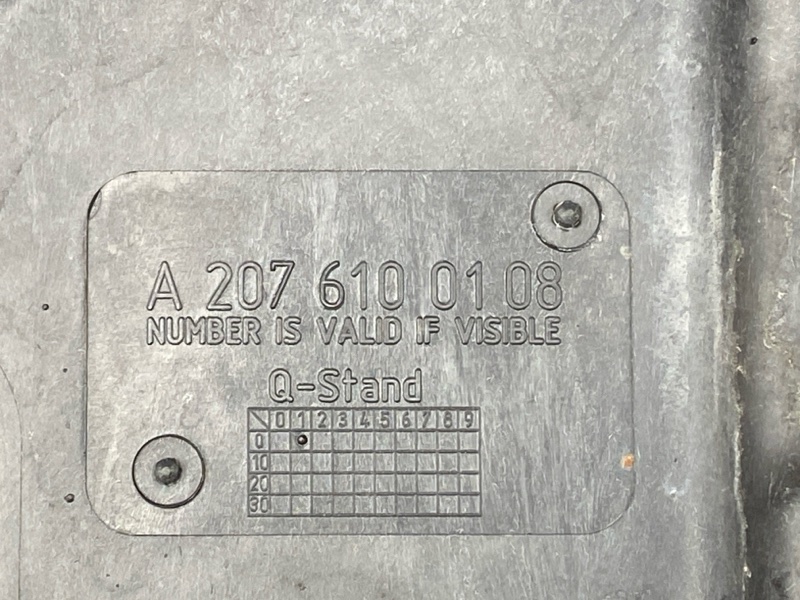 A 207 610 01 08
NUMBER IS VALID IF VISIBLE
Q-Stand
0 1 2 3 4 5 6 7 8 9
0
10
20
30